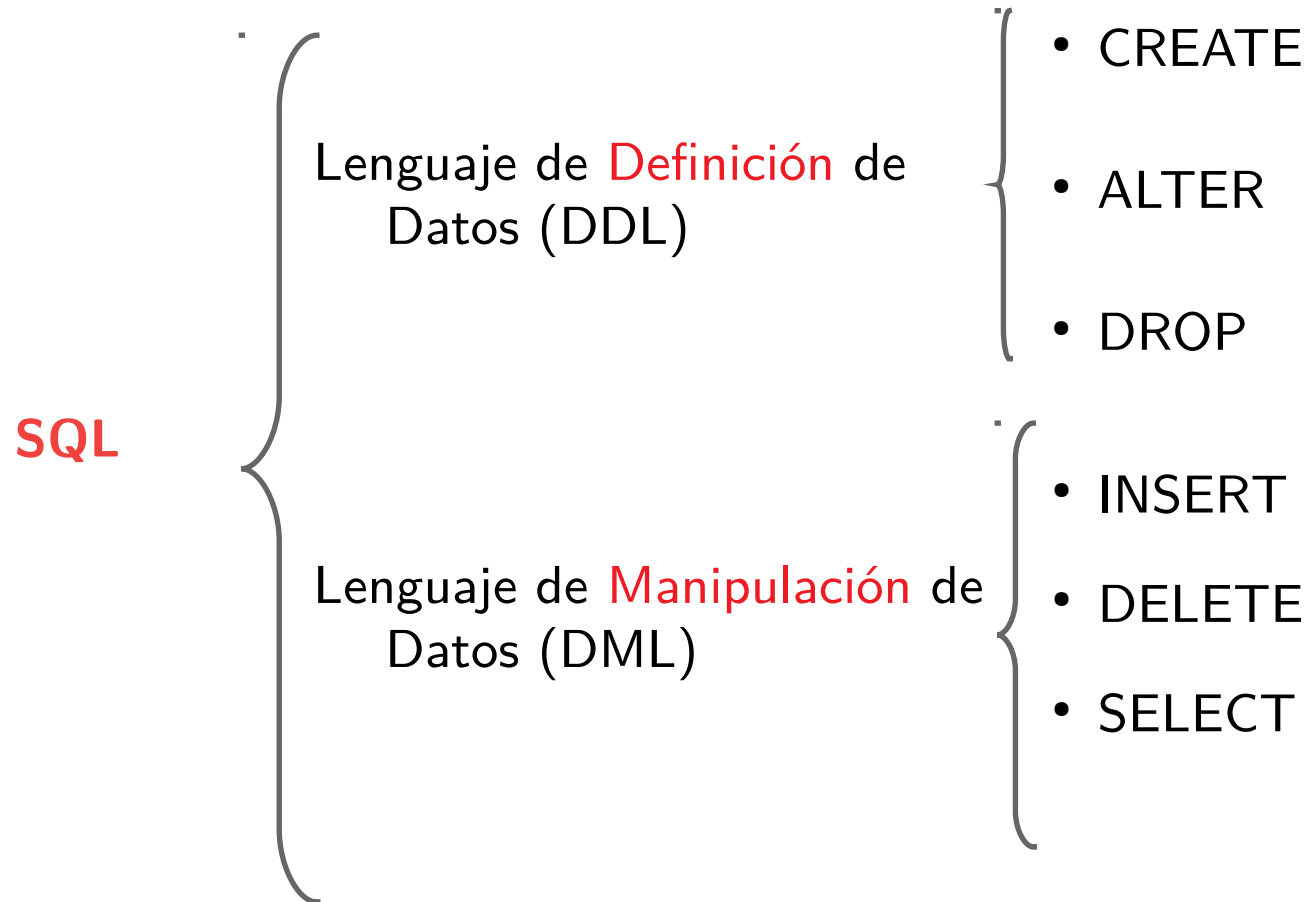 SQL
Lenguaje de Definición de
Datos (DDL)
• CREATE
• ALTER
• DROP
Lenguaje de Manipulación de
Datos (DML)
• INSERT
• DELETE
• SELECT